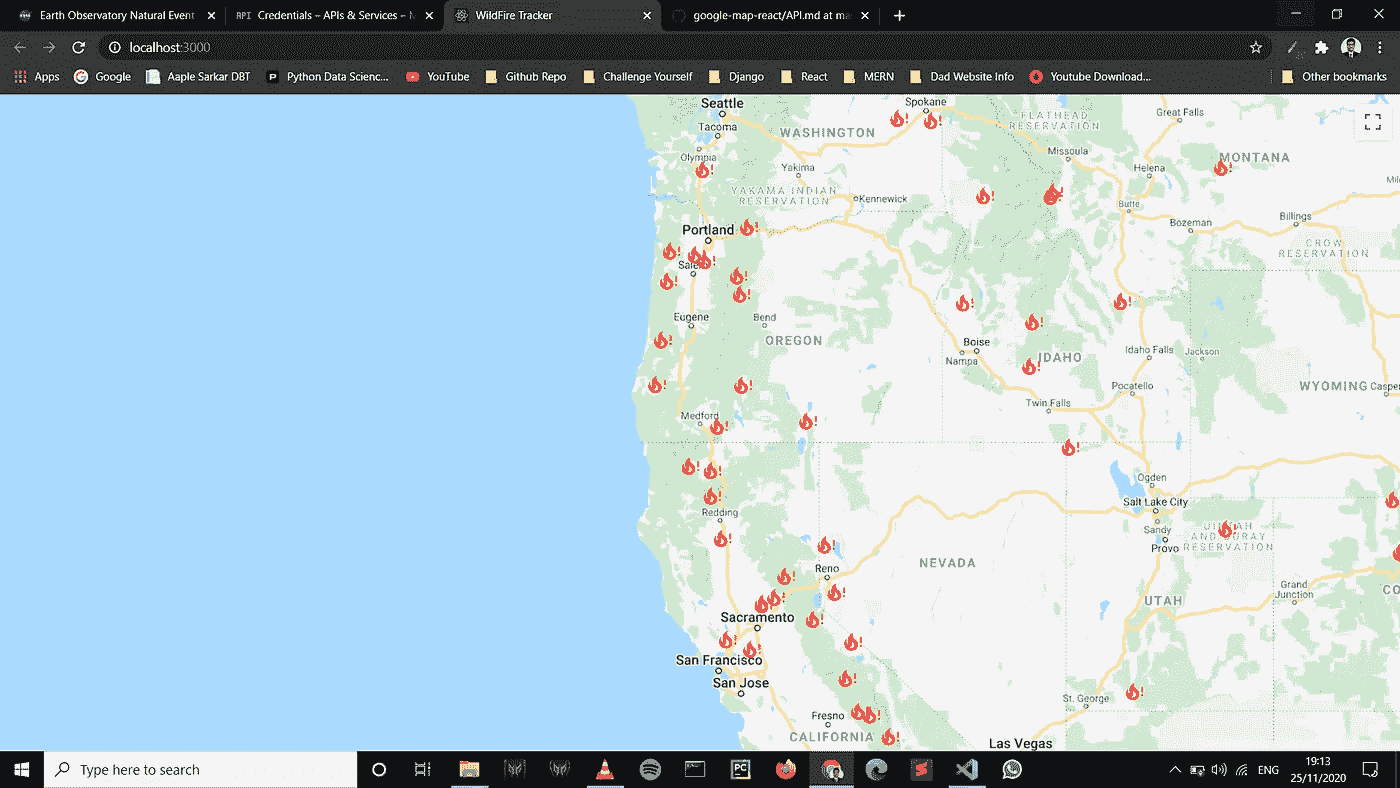 Earth Observatory Natural Event
API Credentials – APIs & Services – N
WildFire Tracker
google-map-react/API.md at ma
localhost:3000
Apps
Google
Aaple Sarkar DBT
Python Data Scienc...
YouTube
Github Repo
Challenge Yourself
Django
React
MERN
Dad Website Info
Youtube Download...
Other bookmarks
Seattle
Spokane
Tacoma
FLATHEAD
RESERVATION
Great Falls
WASHINGTON
Olympia
Missoula
MONTANA
Yakima
Helena
YAKAMA INDIAN
RESERVATION
Kennewick
Butte
Portland
Bozeman
Billings
CROW
RESERVATION
Eugene
Bend
OREGON
Boise
Nampa
IDAHO
Idaho Falls
Jackson
Pocatello
WYOMING
Casper
Twin Falls
Medford
Ogden
Salt Lake City
Redding
Sandy
Provo
UINTAH
AND OURAY
RESERVATION
Reno
NEVADA
Grand
Junction
UTAH
CO
Sacramento
San Francisco
San Jose
St. George
Fresno
CALIFORNIA
Las Vegas
Type here to search
ENG
19:13
25/11/2020